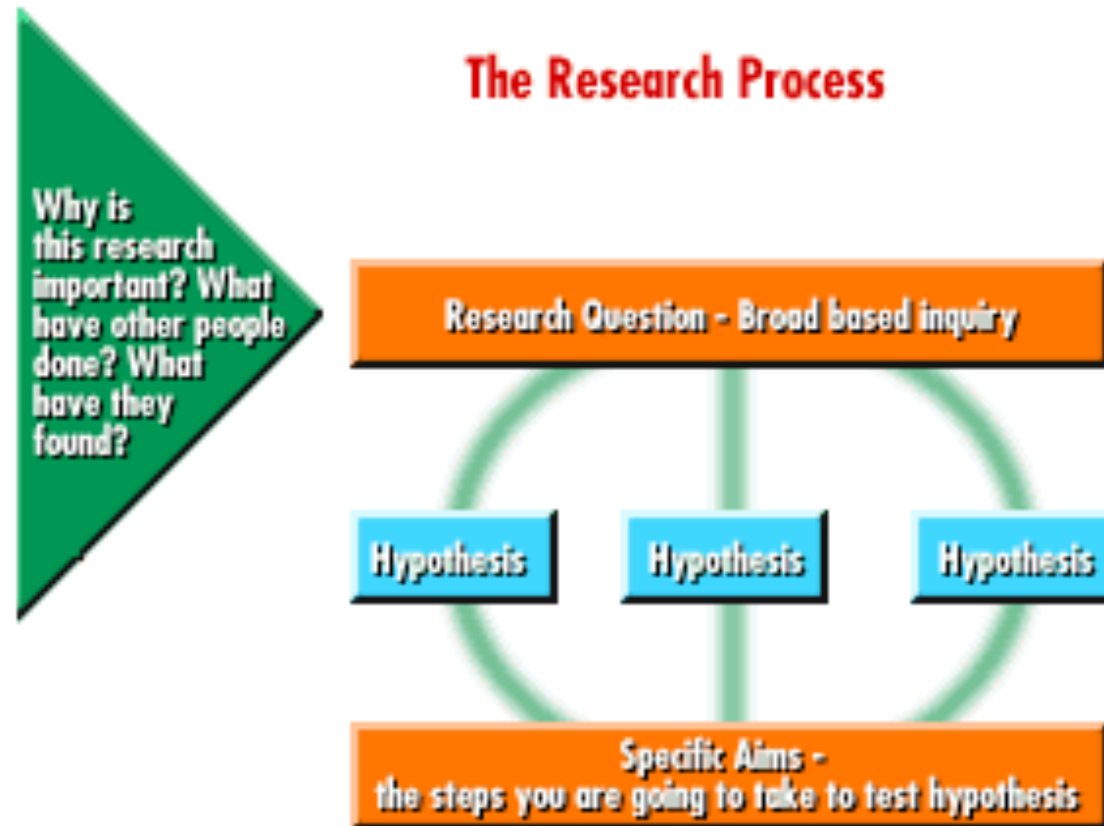 The Research Process
Why is
this research
important? What
have other people
done? What
have they
found?
Research Question - Broad based inquiry
Hypothesis
Hypothesis
Hypothesis
Specific Aims -
the steps you are going to take to test hypothesis